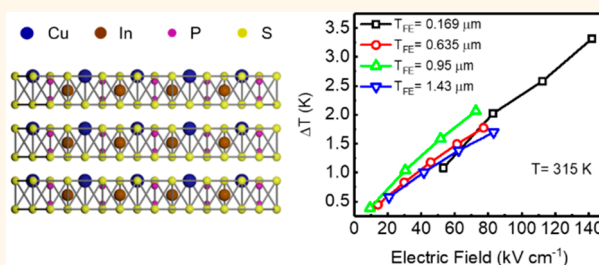 Cu In P S
T_FE = 0.169 μm
T_FE = 0.635 μm
T_FE = 0.95 μm
T_FE = 1.43 μm
T= 315 K
ΔT (K)
3.5
3.0
2.5
2.0
1.5
1.0
0.5
0 20 40 60 80 100 120 140
Electric Field (kV cm⁻¹)